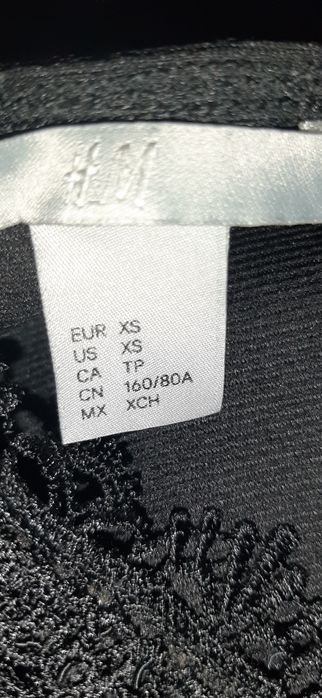 H&M
EUR XS
US XS
CA TP
CN 160/80A
MX XCH